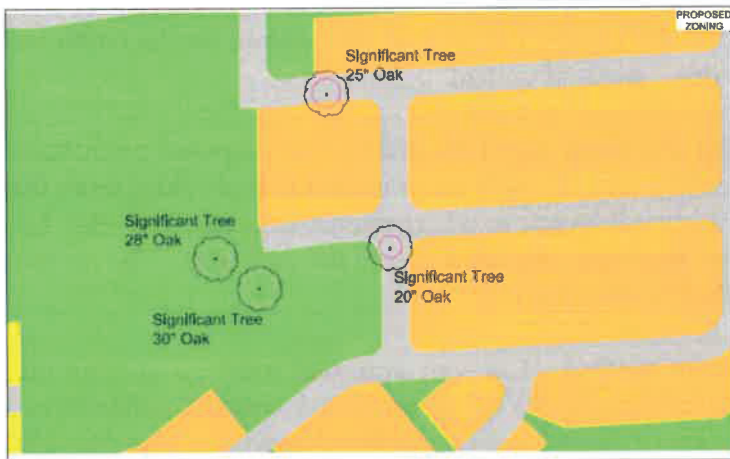 PROPOSED
ZONING
Significant Tree
25" Oak
Significant Tree
28" Oak
Significant Tree
20" Oak
Significant Tree
30" Oak